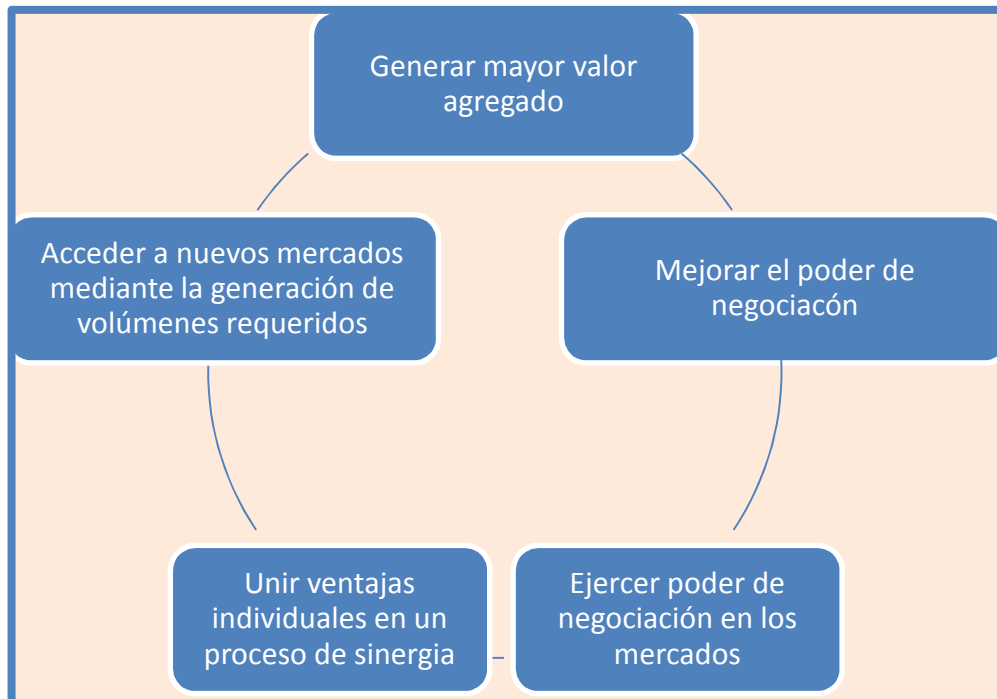 Generar mayor valor
agregado
Acceder a nuevos mercados
mediante la generación de
volúmenes requeridos
Mejorar el poder de
negociacón
Unir ventajas
individuales en un
proceso de sinergia
Ejercer poder de
negociación en los
mercados